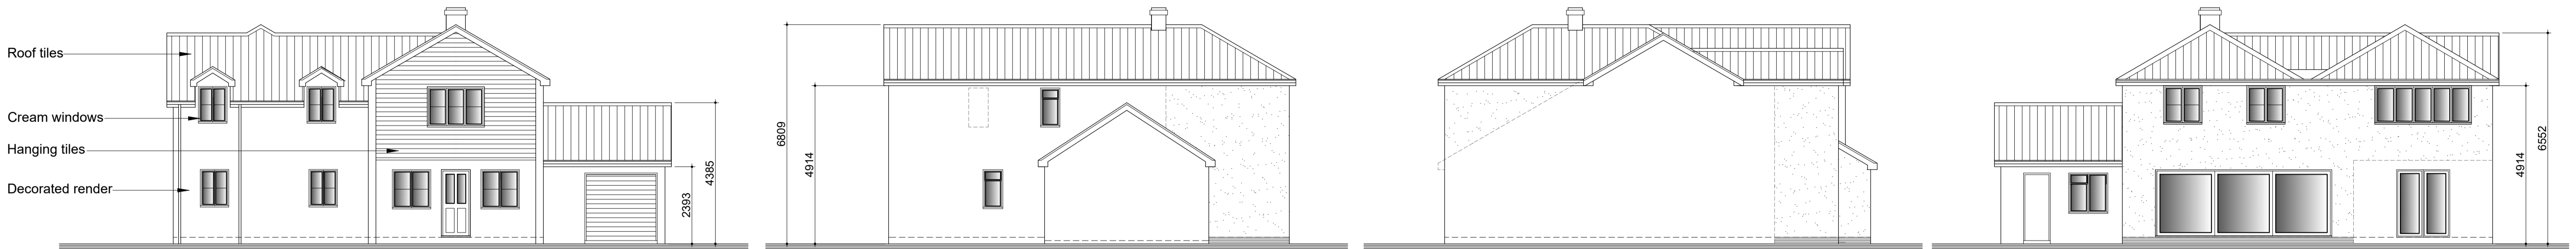 Roof tiles
Cream windows
Hanging tiles
Decorated render
2393
4385
6809
4914
4914
6552